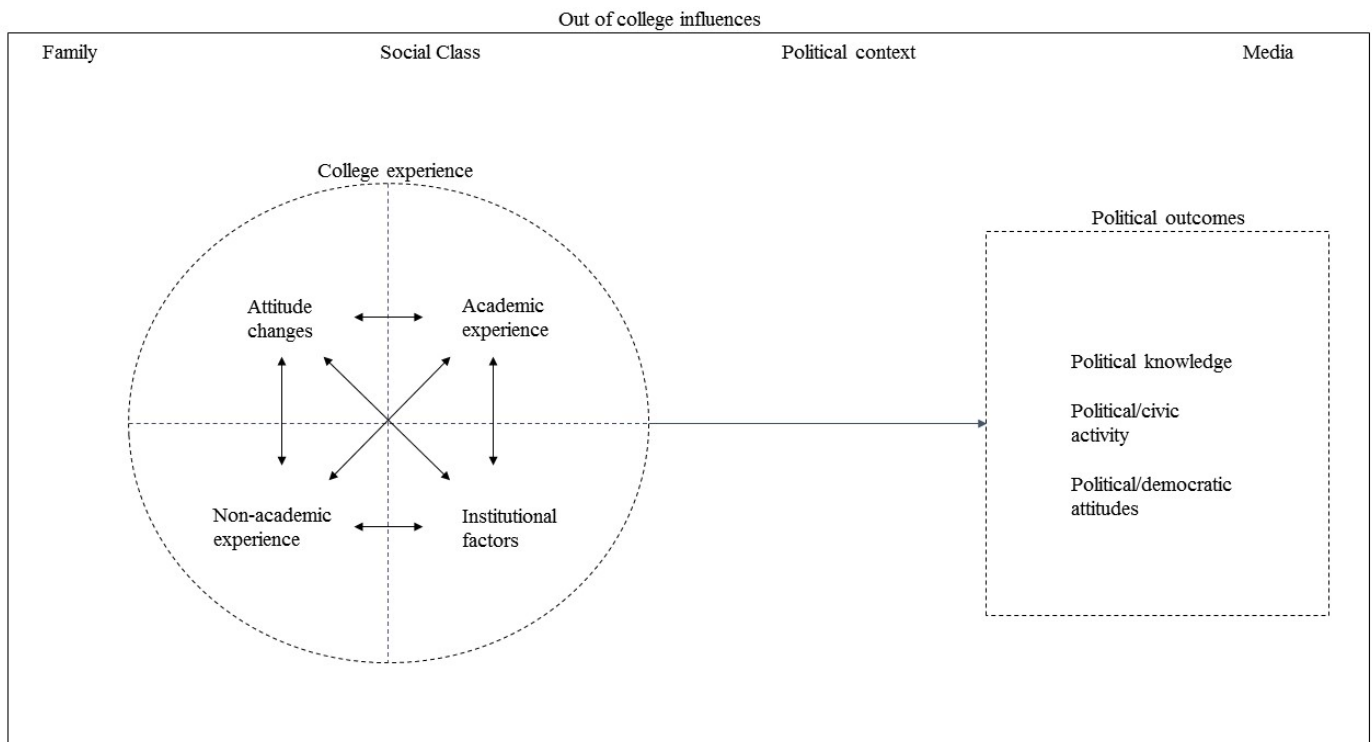 Out of college influences
Family
Social Class
Political context
Media
College experience
Attitude
changes
Academic
experience
Non-academic
experience
Institutional
factors
Political outcomes
Political knowledge
Political/civic
activity
Political/democratic
attitudes